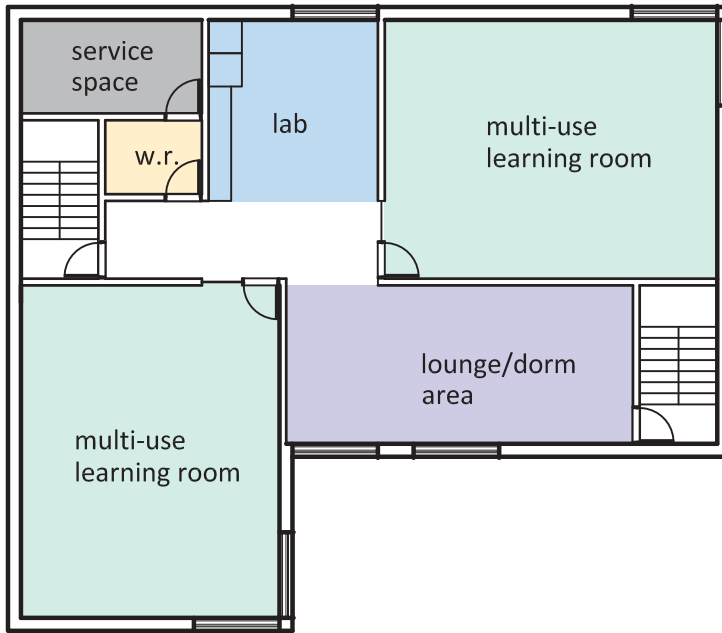 service
space
lab
w.r.
multi-use
learning room
lounge/dorm
area
multi-use
learning room